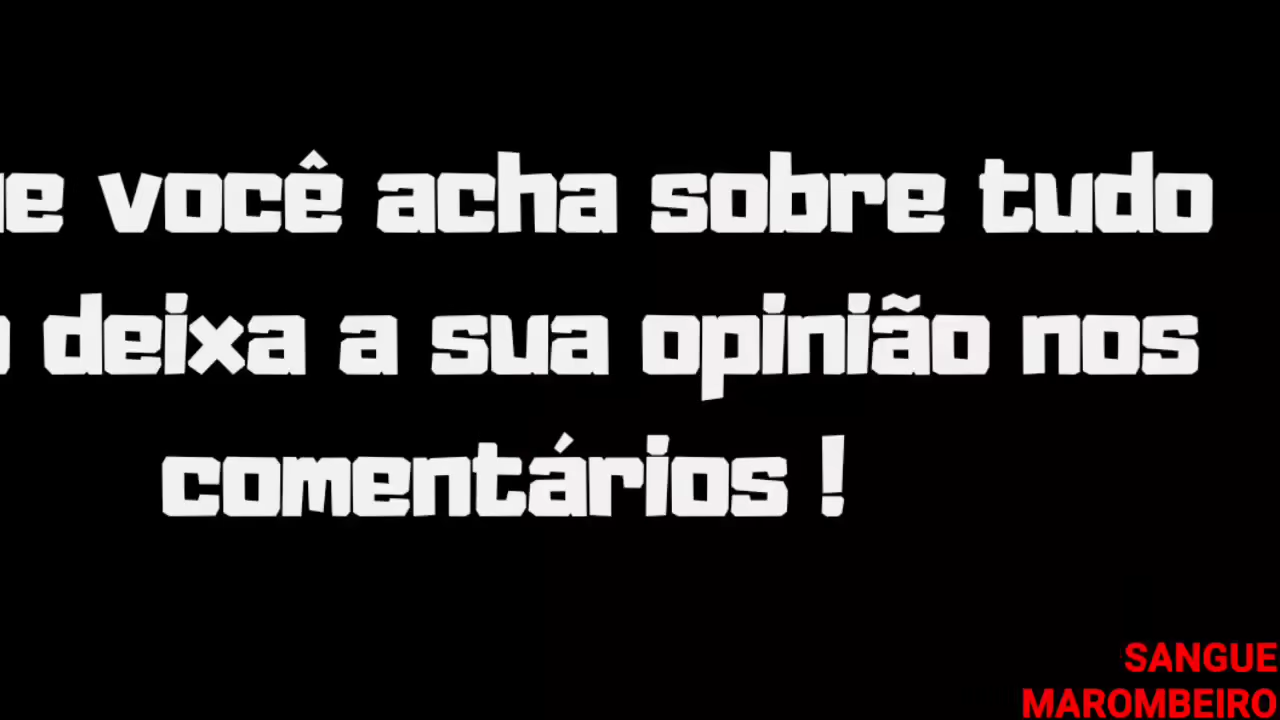 você acha sobre tudo
deixa a sua opinião nos
comentários !
SANGUE
MAROMBEIRO